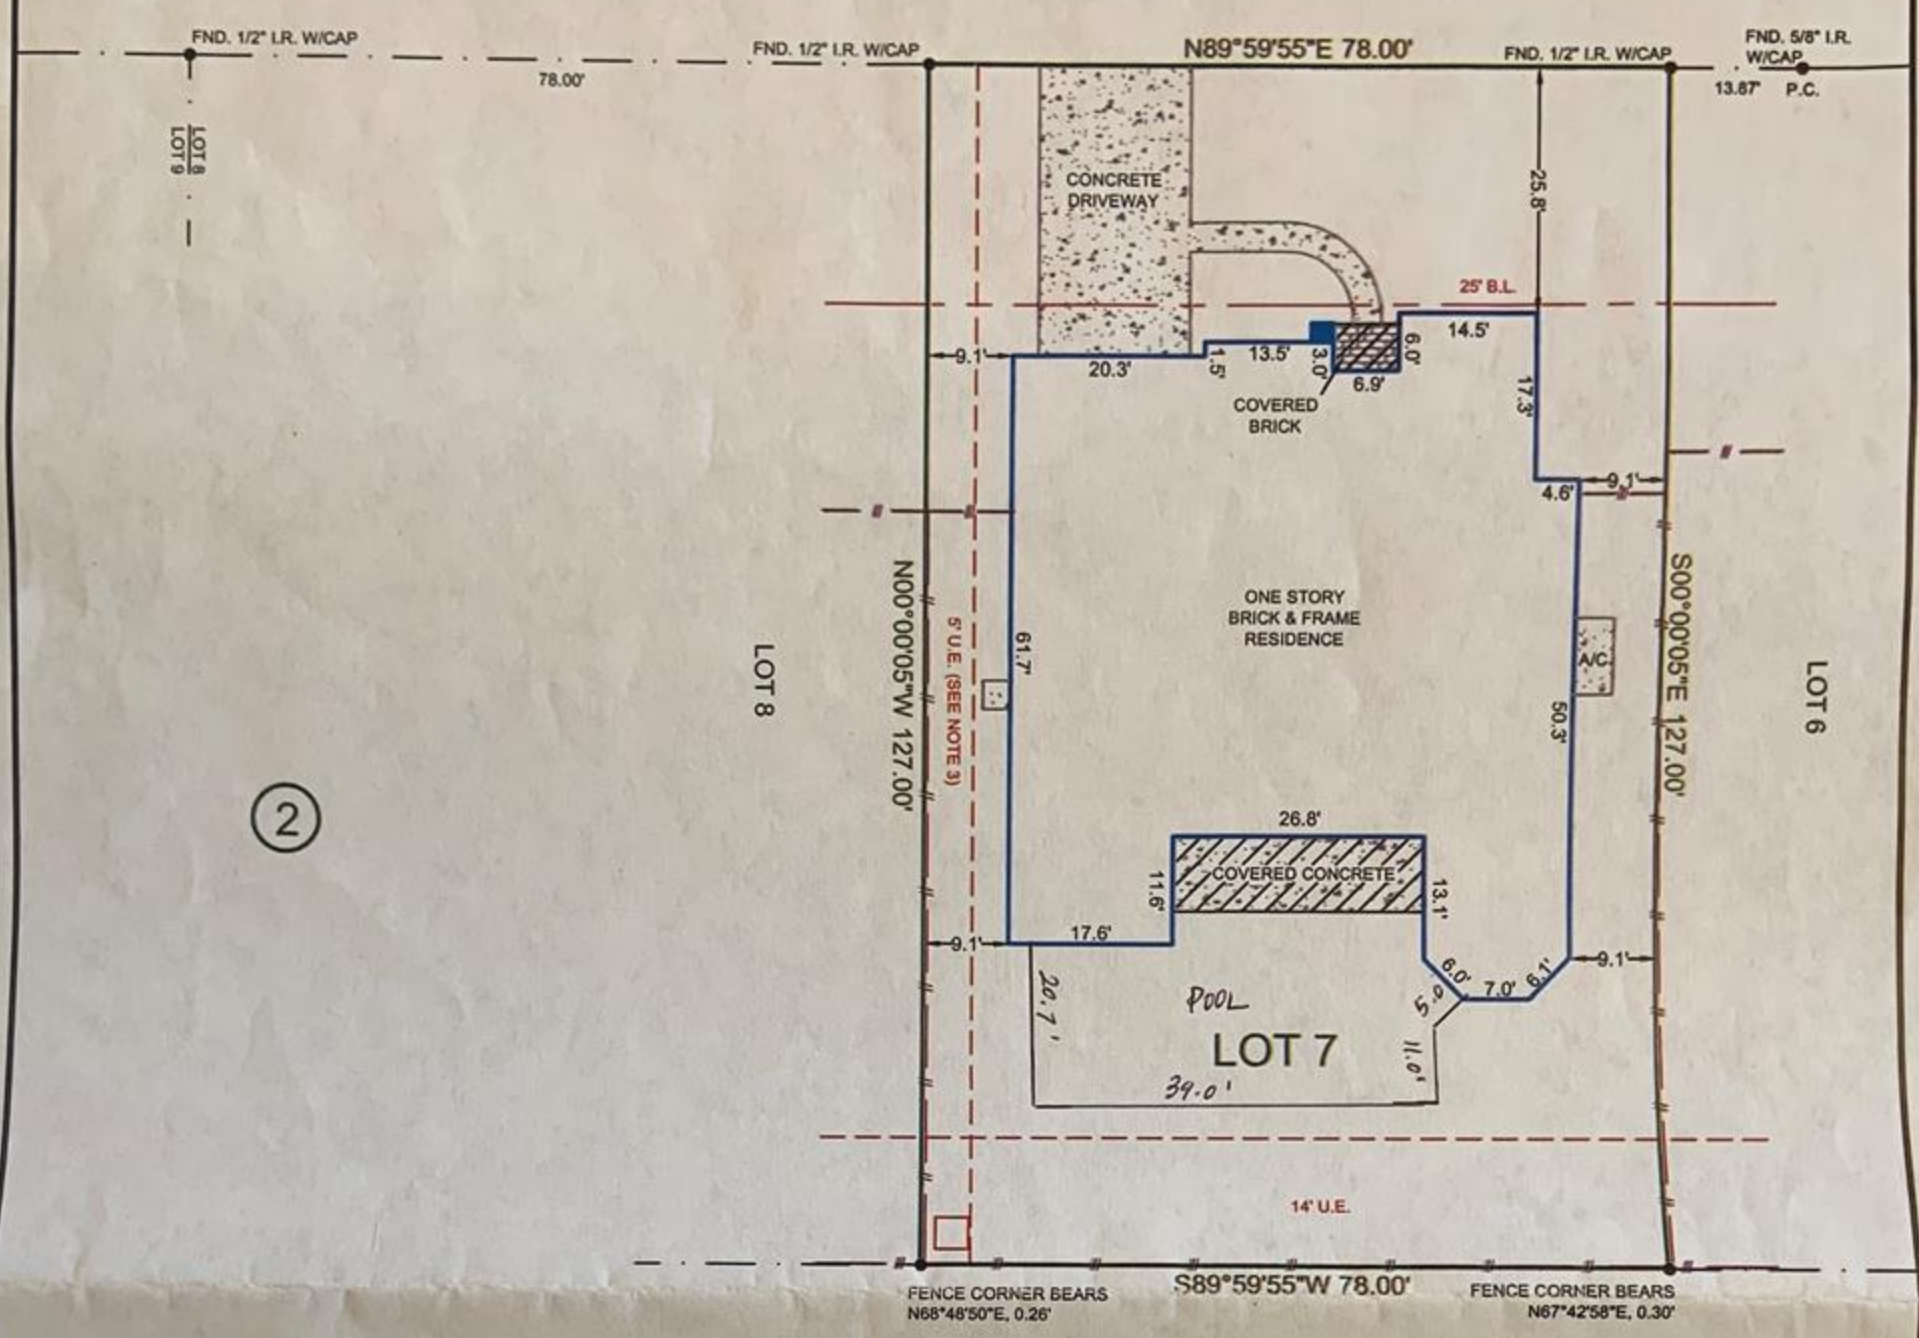 FND. 1/2" I.R. W/CAP
FND. 1/2" I.R. W/CAP
N89°59'55"E 78.00'
FND. 1/2" I.R. W/CAP
FND. 5/8" I.R.
W/CAP
78.00'
13.87' P.C.
LOT 8
LOT 9
CONCRETE
DRIVEWAY
25.8'
25' B.L.
14.5'
9.1'
20.3'
1.5'
13.5'
3.0'
6.9'
6.0'
17.3'
COVERED
BRICK
4.6'
9.1'
ONE STORY
BRICK & FRAME
RESIDENCE
N00°00'05"W 127.00'
5' U.E. (SEE NOTE 3)
61.7'
LOT 8
A/C
50.3'
S00°00'05"E 127.00'
LOT 6
2
26.8'
COVERED CONCRETE
11.6'
13.1'
9.1'
17.6'
6.0'
7.0'
6.1'
9.1'
20.7'
POOL
5.0
LOT 7
11.0'
39.0'
14' U.E.
S89°59'55"W 78.00'
FENCE CORNER BEARS
N68°48'50"E, 0.26'
FENCE CORNER BEARS
N67°42'58"E, 0.30'